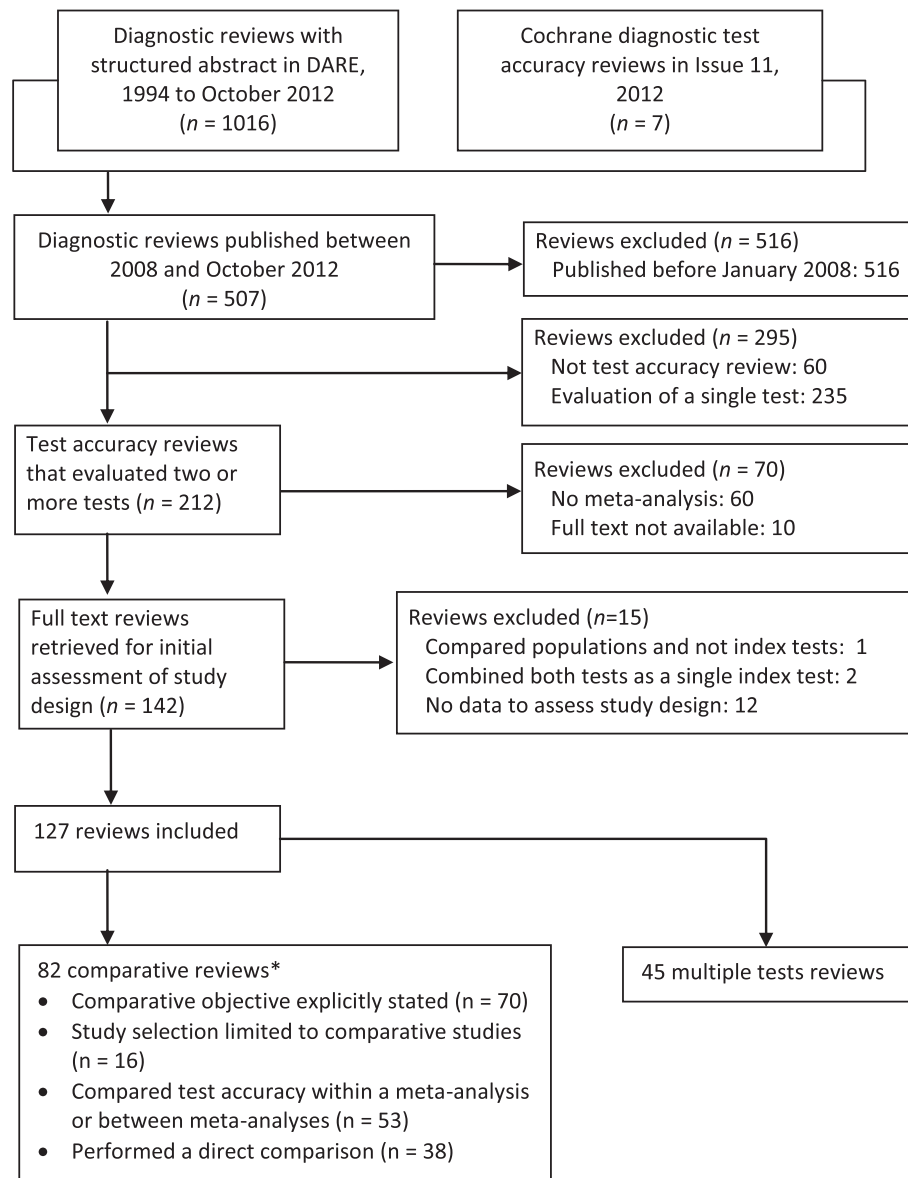 Diagnostic reviews with
structured abstract in DARE,
1994 to October 2012
(n = 1016)
Cochrane diagnostic test
accuracy reviews in Issue 11,
2012
(n = 7)
Diagnostic reviews published between
2008 and October 2012
(n = 507)
Reviews excluded (n = 516)
Published before January 2008: 516
Reviews excluded (n = 295)
Not test accuracy review: 60
Evaluation of a single test: 235
Test accuracy reviews
that evaluated two or
more tests (n = 212)
Reviews excluded (n = 70)
No meta-analysis: 60
Full text not available: 10
Full text reviews
retrieved for initial
assessment of study
design (n = 142)
Reviews excluded (n=15)
Compared populations and not index tests: 1
Combined both tests as a single index test: 2
No data to assess study design: 12
127 reviews included
82 comparative reviews*
• Comparative objective explicitly stated (n = 70)
• Study selection limited to comparative studies
(n = 16)
• Compared test accuracy within a meta-analysis
or between meta-analyses (n = 53)
• Performed a direct comparison (n = 38)
45 multiple tests reviews